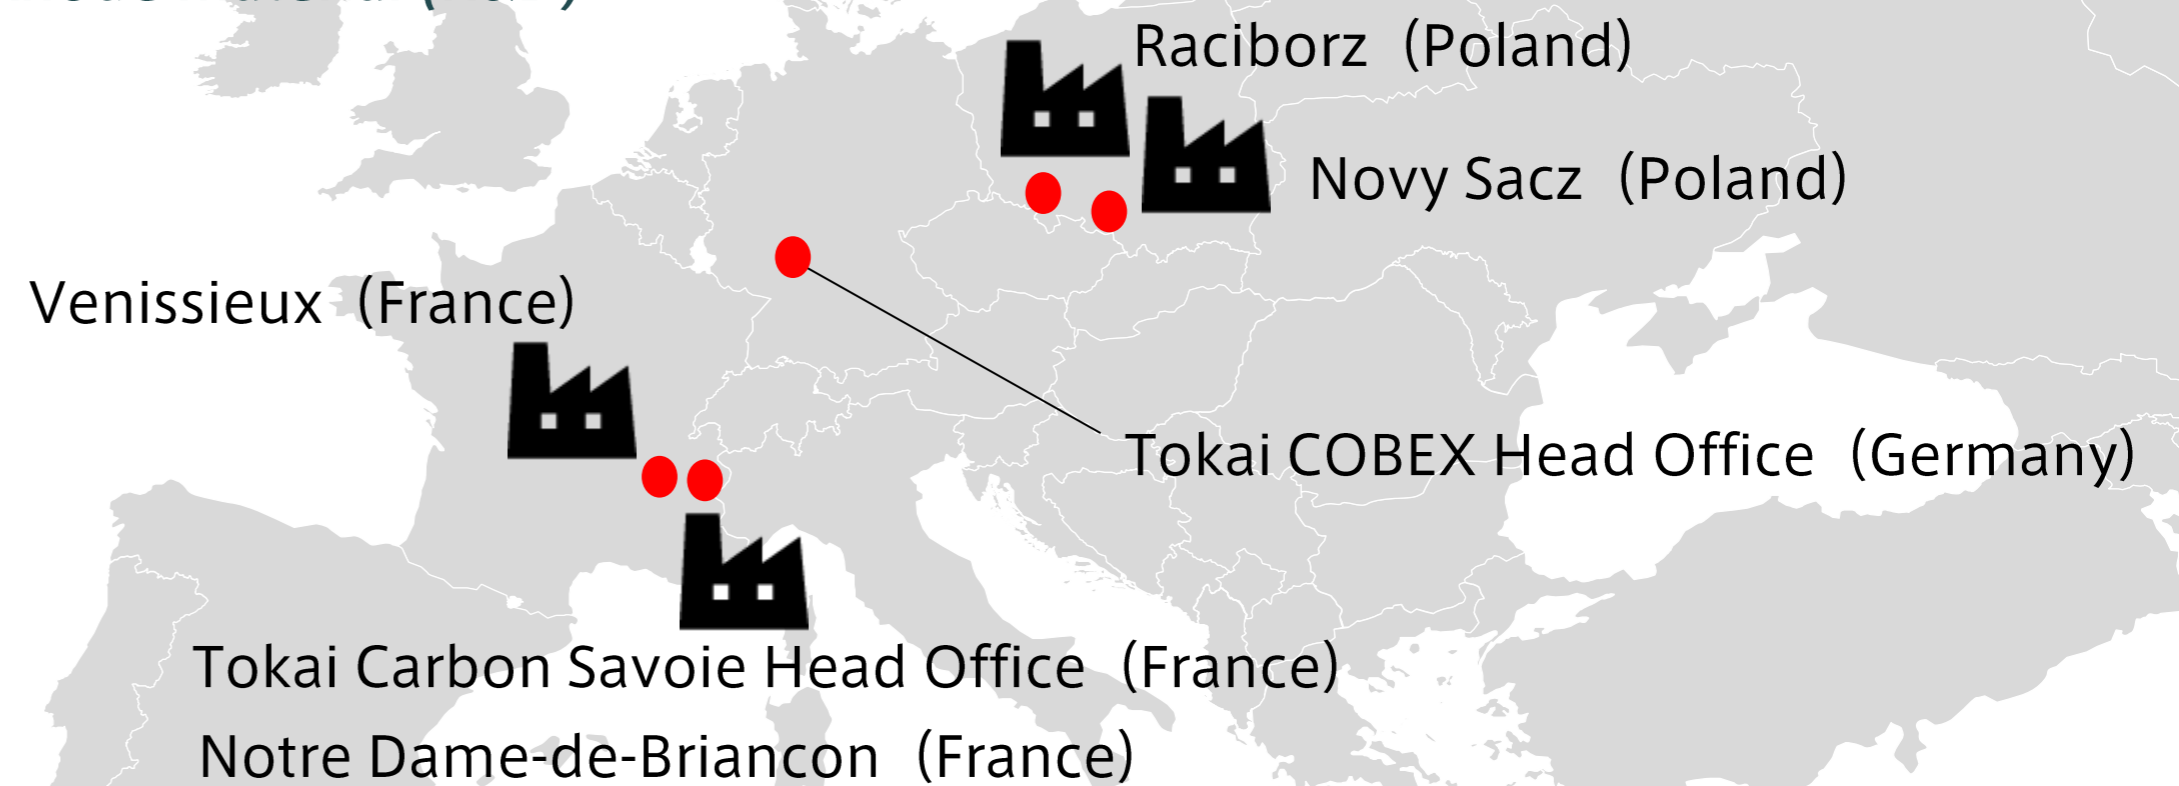 Raciborz (Poland)
Novy Sacz (Poland)
Venissieux (France)
Tokai COBEX Head Office (Germany)
Tokai Carbon Savoie Head Office (France)
Notre Dame-de-Briancon (France)